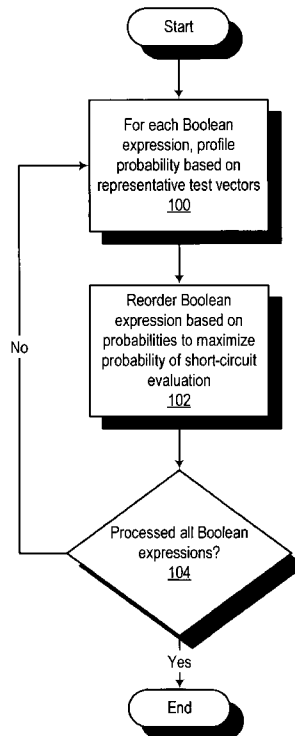 Start
For each Boolean
expression, profile
probability based on
representative test vectors
100
Reorder Boolean
expression based on
probabilities to maximize
probability of short-circuit
evaluation
102
No
Processed all Boolean
expressions?
104
Yes
End